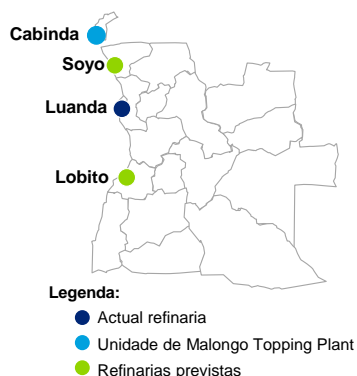 Cabinda
Soyo
Luanda
Lobito
Legenda:
Actual refinaria
Unidade de Malongo Topping Plant
Refinarias previstas